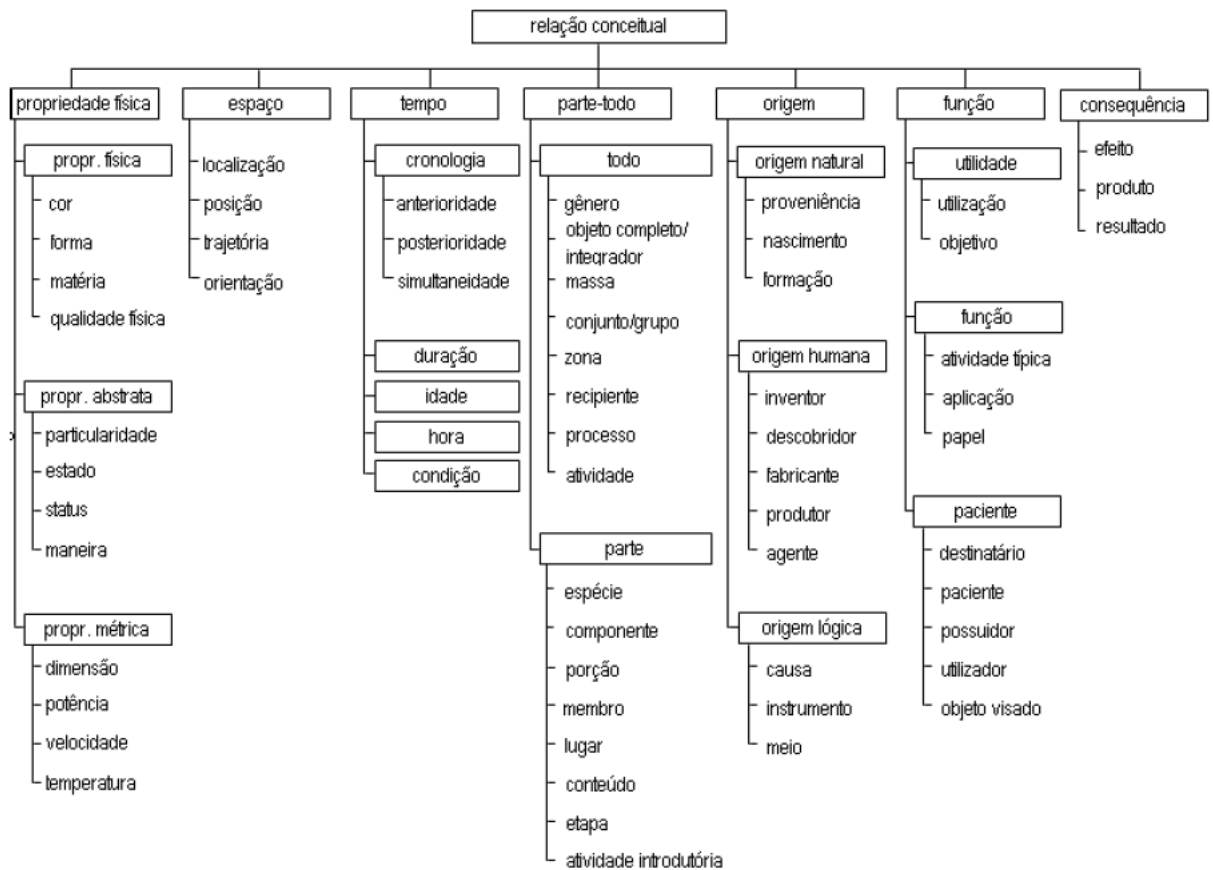 relação conceitual
propriedade física
propr. física
cor
forma
matéria
qualidade física
propr. abstrata
particularidade
estado
status
maneira
propr. métrica
dimensão
potência
velocidade
temperatura
espaço
localização
posição
trajetória
orientação
tempo
cronologia
anterioridade
posterioridade
simultaneidade
duração
idade
hora
condição
parte-todo
todo
gênero
objeto completo/
integrador
massa
conjunto/grupo
zona
recipiente
processo
atividade
parte
espécie
componente
porção
membro
lugar
conteúdo
etapa
atividade introdutória
origem
origem natural
proveniência
nascimento
formação
origem humana
inventor
descobridor
fabricante
produtor
agente
origem lógica
causa
instrumento
meio
função
utilidade
utilização
objetivo
função
atividade típica
aplicação
papel
paciente
destinatário
paciente
possuidor
utilizador
objeto visado
consequência
efeito
produto
resultado